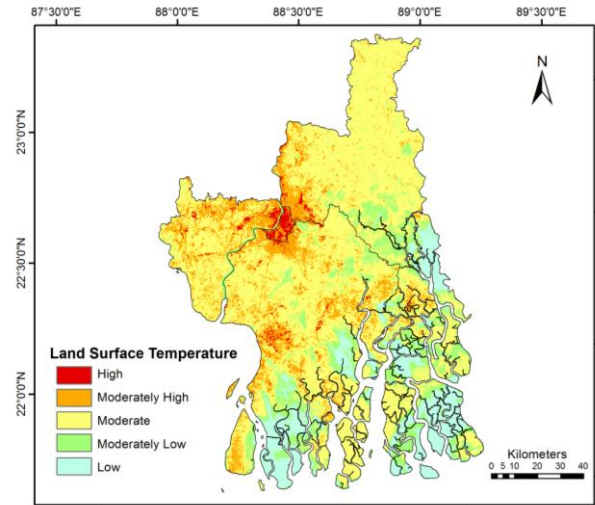 87°30'0"E 88°0'0"E 88°30'0"E 89°0'0"E 89°30'0"E
N
23°0'0"N
22°30'0"N
22°0'0"N
Land Surface Temperature
High
Moderately High
Moderate
Moderately Low
Low
Kilometers
0 5 10 20 30 40